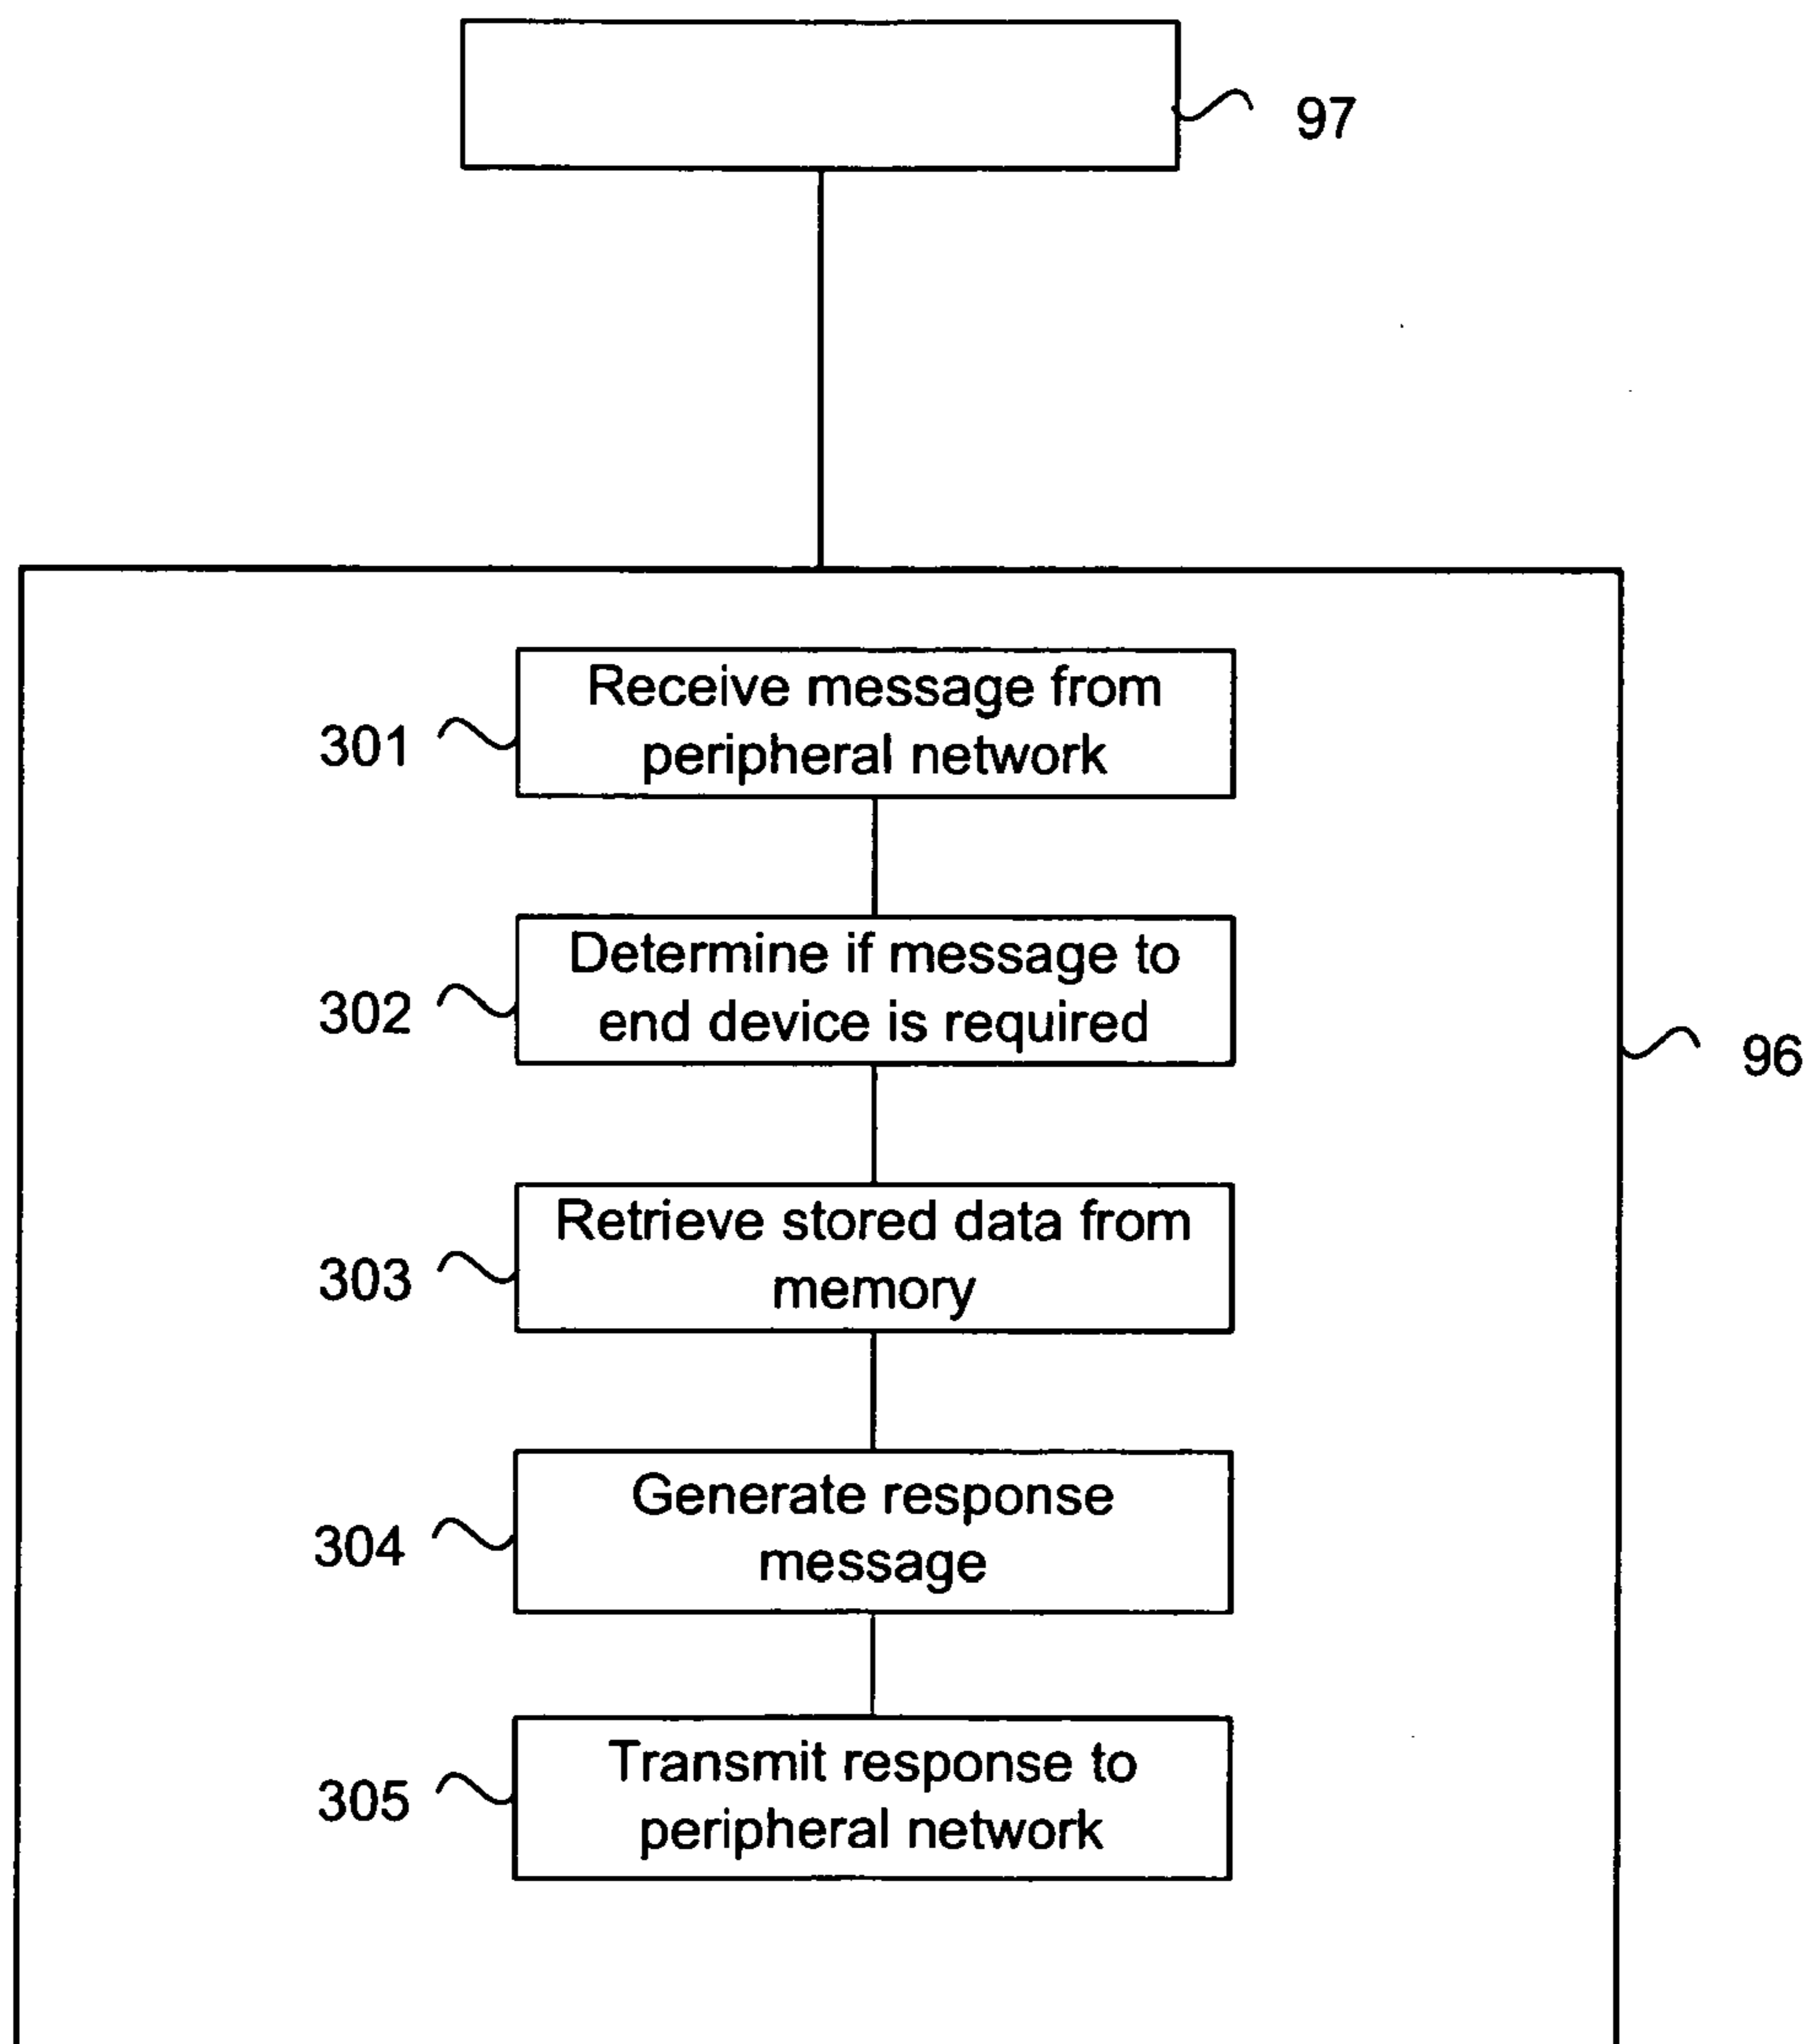 97
Receive message from
peripheral network
301
Determine if message to
end device is required
302
96
Retrieve stored data from
memory
303
Generate response
message
304
Transmit response to
peripheral network
305